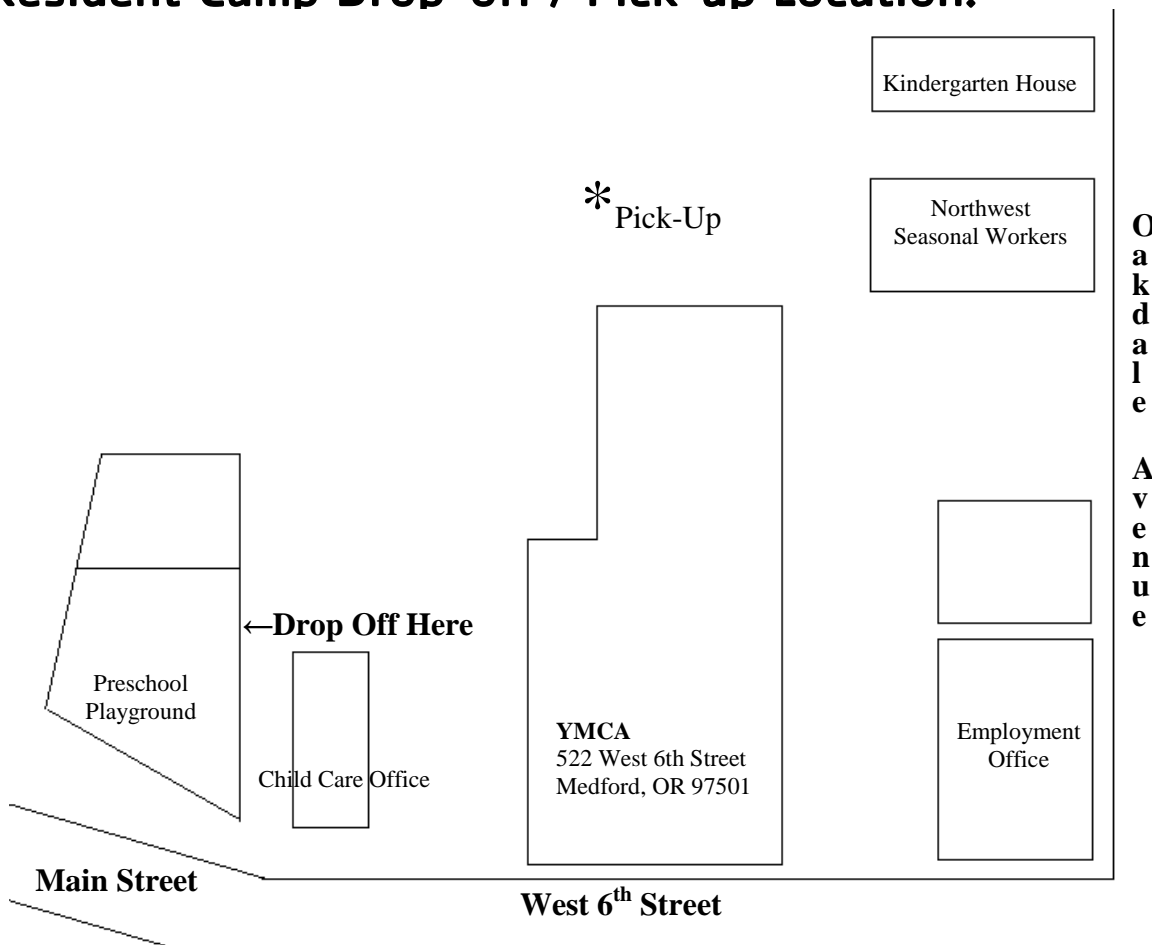 Resident Camp Drop-off / Pick-up Location:
Kindergarten House
*Pick-Up
Northwest
Seasonal Workers
Oakdale Avenue
←Drop Off Here
Preschool
Playground
Child Care Office
YMCA
522 West 6th Street
Medford, OR 97501
Employment
Office
Main Street
West 6th Street